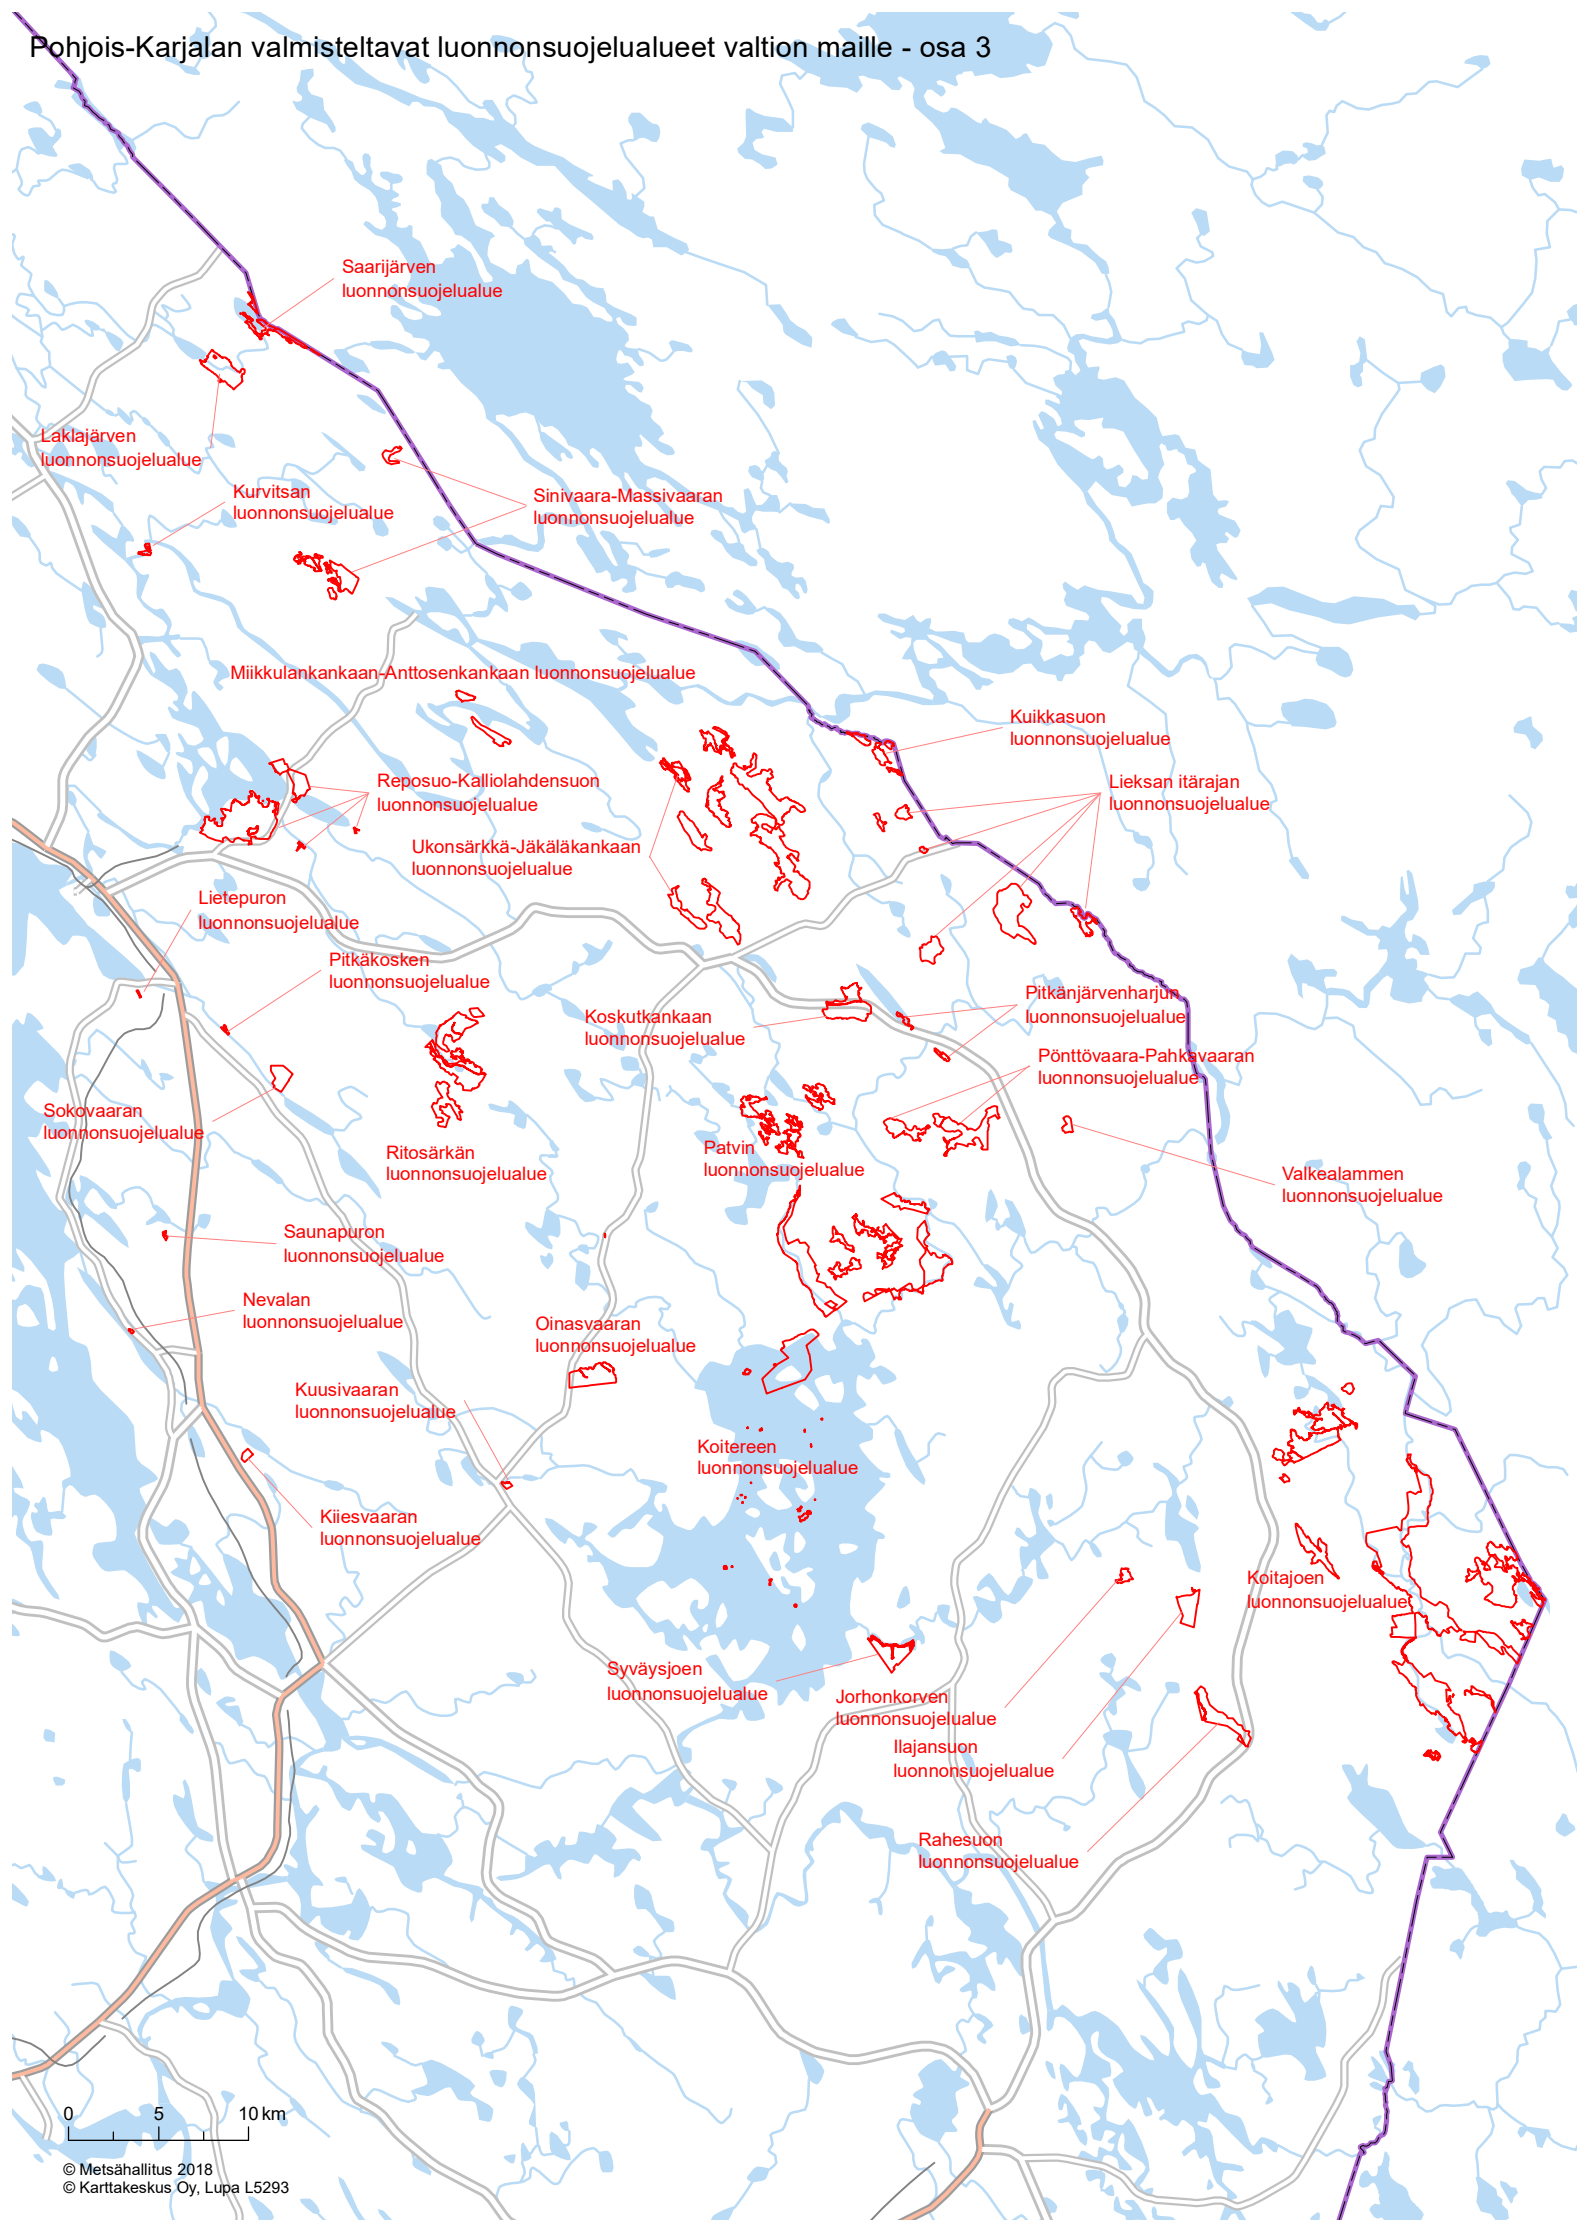 Pohjois-Karjalan valmisteltavat luonnonsuojelualueet valtion maille - osa 3
Saarijärven
luonnonsuojelualue
Laklajärven
luonnonsuojelualue
Kurvitsan
luonnonsuojelualue
Sinivaara-Massivaaran
luonnonsuojelualue
Miikkulankankaan-Anttosenkankaan luonnonsuojelualue
Kuikkasuon
luonnonsuojelualue
Reposuo-Kalliolahdensuon
luonnonsuojelualue
Lieksan itärajan
luonnonsuojelualue
Ukonsärkkä-Jäkäläkankaan
luonnonsuojelualue
Lietepuron
luonnonsuojelualue
Pitkäkosken
luonnonsuojelualue
Koskutkankaan
luonnonsuojelualue
Pitkänjärvenharjun
luonnonsuojelualue
Pönttövaara-Pahkavaaran
luonnonsuojelualue
Sokovaaran
luonnonsuojelualue
Ritosärkän
luonnonsuojelualue
Patvin
luonnonsuojelualue
Valkealammen
luonnonsuojelualue
Saunapuron
luonnonsuojelualue
Nevalan
luonnonsuojelualue
Oinasvaaran
luonnonsuojelualue
Kuusivaaran
luonnonsuojelualue
Koitereen
luonnonsuojelualue
Kiiesvaaran
luonnonsuojelualue
Koitajoen
luonnonsuojelualue
Syväysjoen
luonnonsuojelualue
Jorhonkorven
luonnonsuojelualue
Ilajansuon
luonnonsuojelualue
Rahesuon
luonnonsuojelualue
0 5 10 km
© Metsähallitus 2018
© Karttakeskus Oy, Lupa L5293